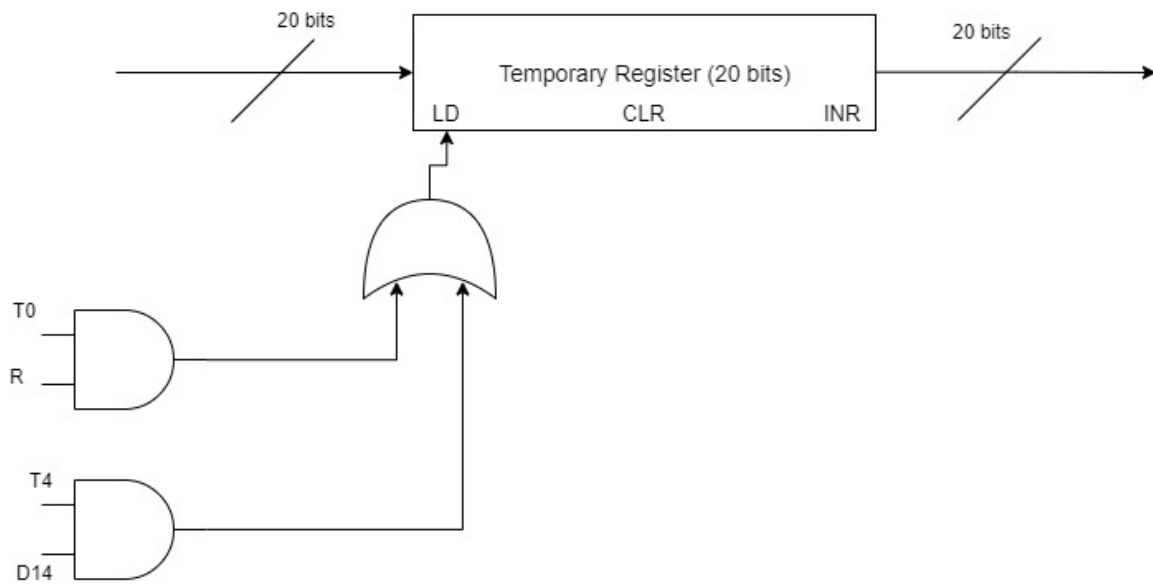 20 bits
20 bits
Temporary Register (20 bits)
LD CLR INR
T0
R
T4
D14